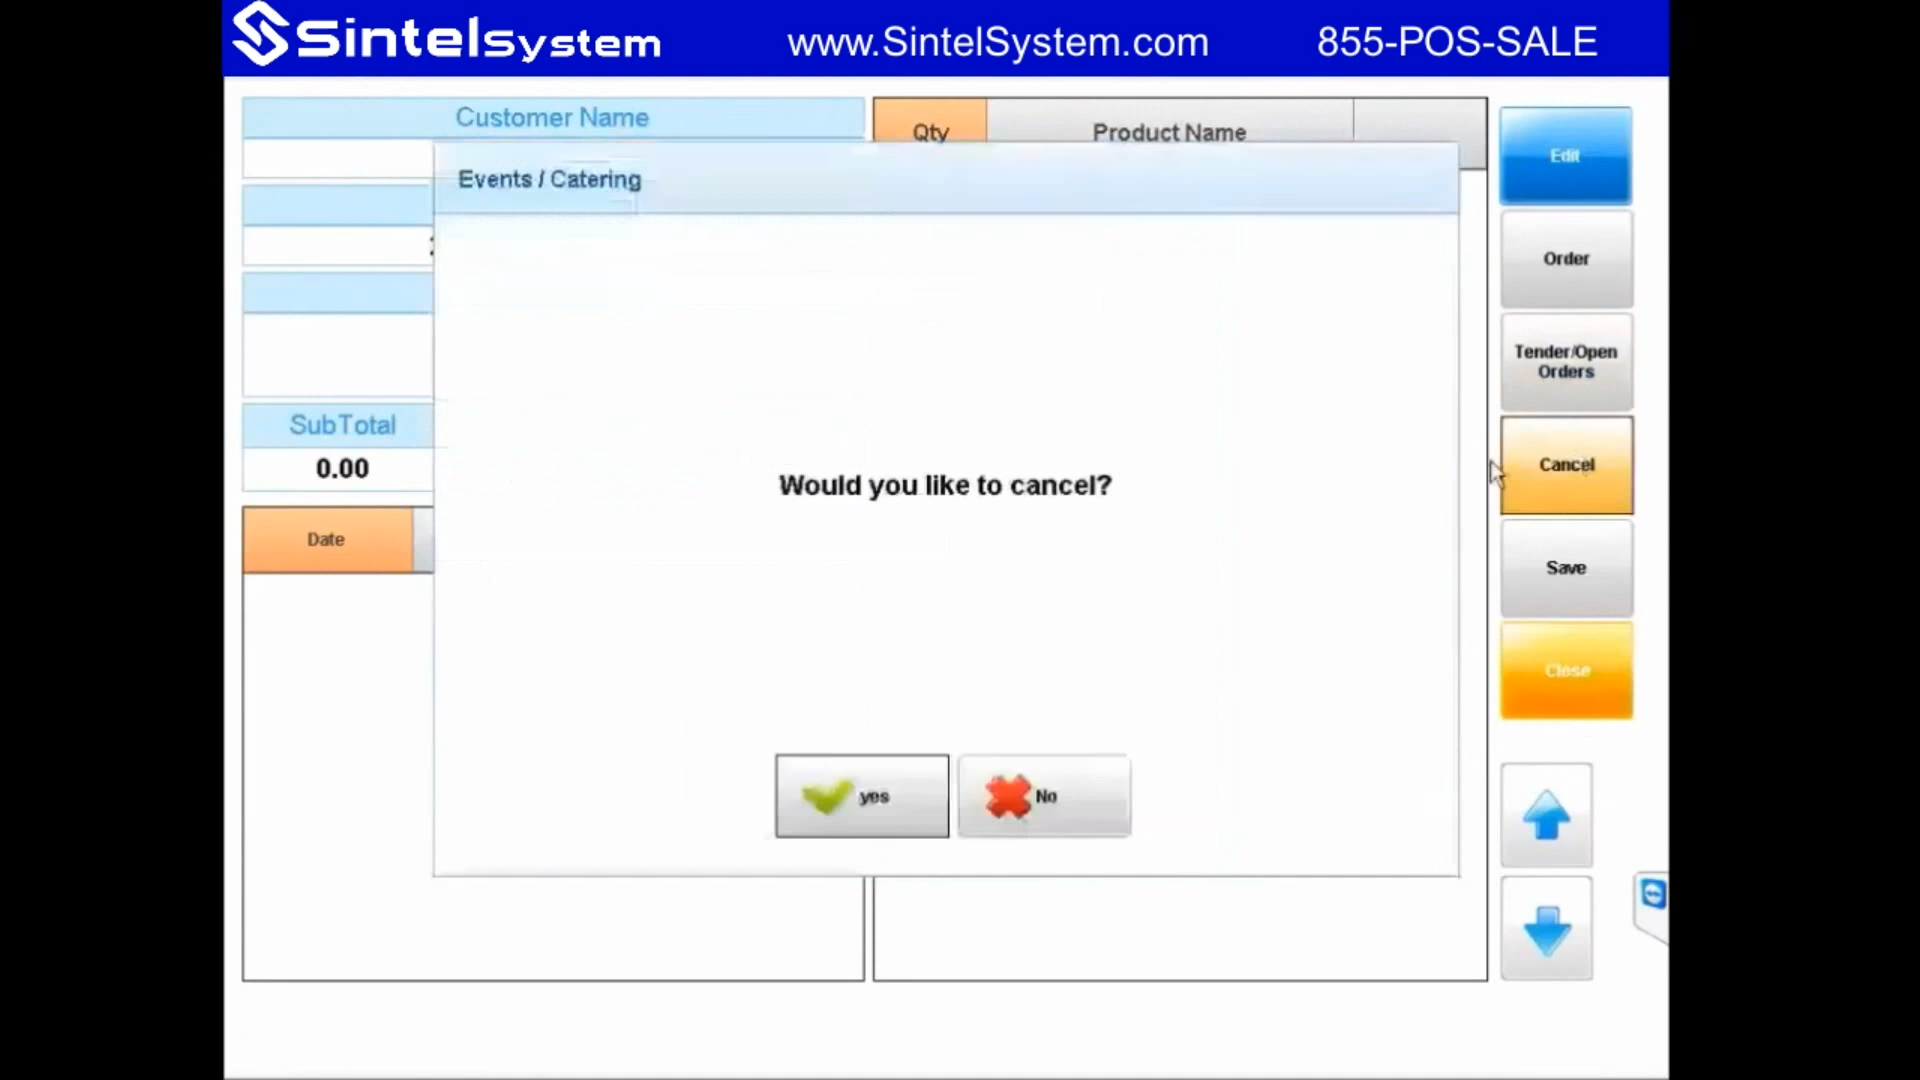 Sintelsystem
www.SintelSystem.com
855-POS-SALE
Customer Name
Qty
Product Name
Events / Catering
SubTotal
0.00
Date
Would you like to cancel?
yes
No
Edit
Order
Tender/Open
Orders
Cancel
Save
Close